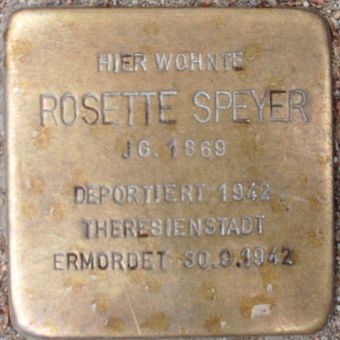 HIER WOHNTE
ROSETTE SPEYER
JG. 1869
DEPORTIERT 1942
THERESIENSTADT
ERMORDET 30.9.1942